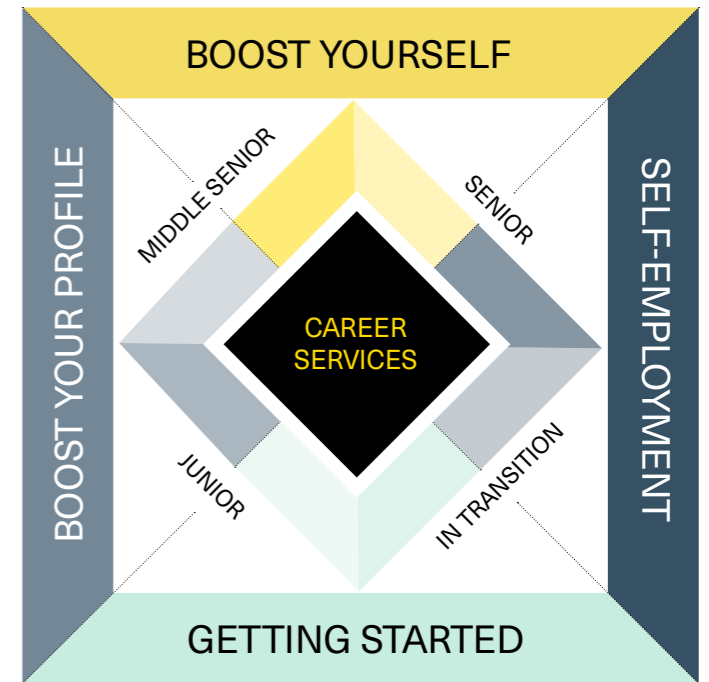 BOOST YOURSELF
MIDDLE SENIOR
SENIOR
BOOST YOUR PROFILE
CAREER
SERVICES
SELF-EMPLOYMENT
JUNIOR
IN TRANSITION
GETTING STARTED